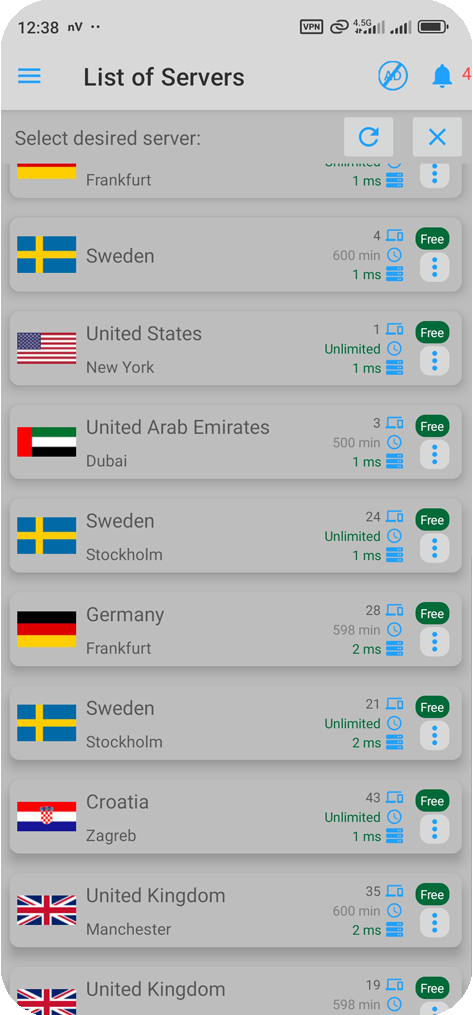 12:38 nV ··
VPN 4.5G
List of Servers
AD
4
Select desired server:
Unlimited
Frankfurt
1 ms
4
Sweden
600 min
1 ms
Free
1
United States
Unlimited
New York
1 ms
Free
3
United Arab Emirates
500 min
Dubai
1 ms
Free
24
Sweden
Unlimited
Stockholm
1 ms
Free
28
Germany
598 min
Frankfurt
2 ms
Free
21
Sweden
Unlimited
Stockholm
2 ms
Free
43
Croatia
Unlimited
Zagreb
1 ms
Free
35
United Kingdom
600 min
Manchester
2 ms
Free
19
United Kingdom
598 min
Free